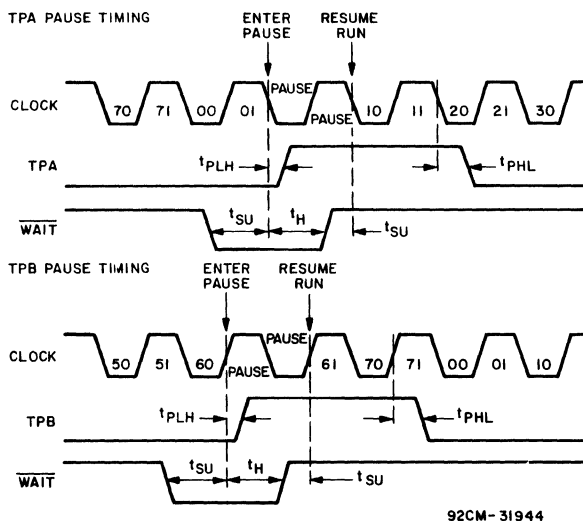 TPA PAUSE TIMING
ENTER PAUSE
RESUME RUN
CLOCK
70 71 00 01 PAUSE PAUSE 10 11 20 21 30
TPA
tPLH
tPHL
WAIT
tSU
tH
tSU
TPB PAUSE TIMING
ENTER PAUSE
RESUME RUN
CLOCK
50 51 60 PAUSE PAUSE 61 70 71 00 01 10
TPB
tPLH
tPHL
WAIT
tSU
tH
tSU
92CM-31944